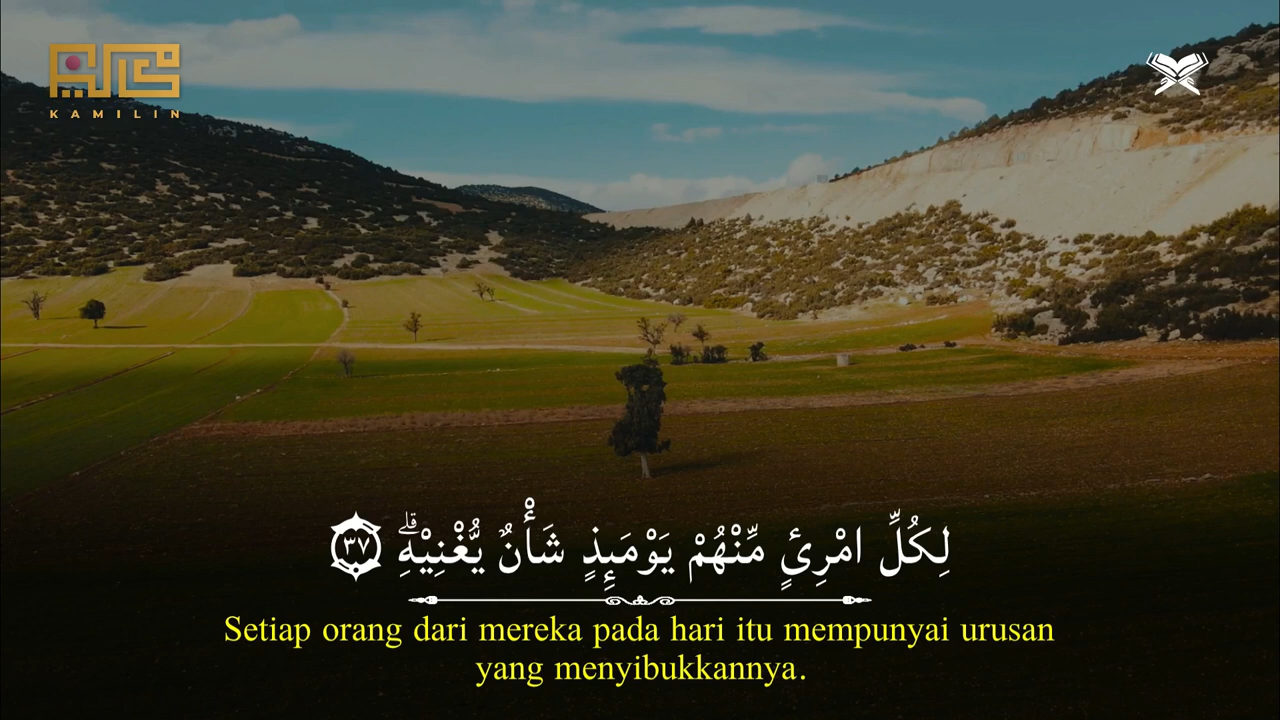 KAMILIN
لِكُلِّ امْرِئٍ مِّنْهُمْ يَوْمَىِٕذٍ شَأْنٌ يُّغْنِيْهِۗ ٣٧
Setiap orang dari mereka pada hari itu mempunyai urusan
yang menyibukkannya.